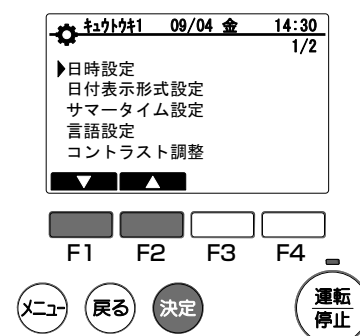 ｷｭｳﾄｳｷ1 09/04 金 14:30
1/2
日時設定
日付表示形式設定
サマータイム設定
言語設定
コントラスト調整
F1 F2 F3 F4
メニュー 戻る 決定 運転
停止